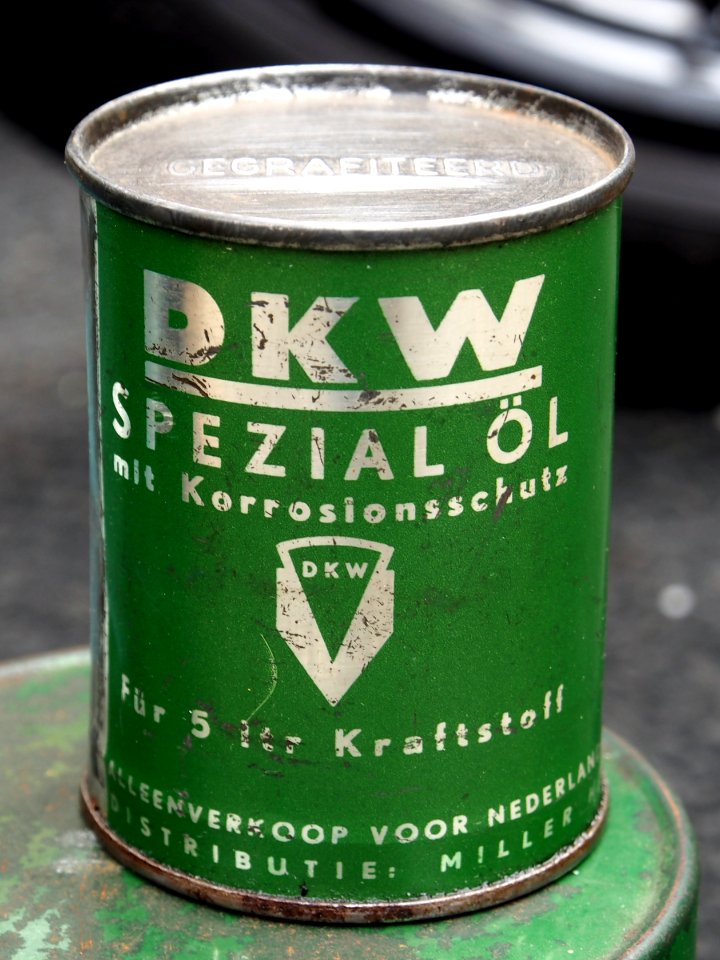 GEGRAFITEERD
DKW
SPEZIAL ÖL
mit Korrosionsschutz
DKW
Für 5 ltr Kraftstoff
ALLEENVERKOOP VOOR NEDERLAND
DISTRIBUTIE: MILLER